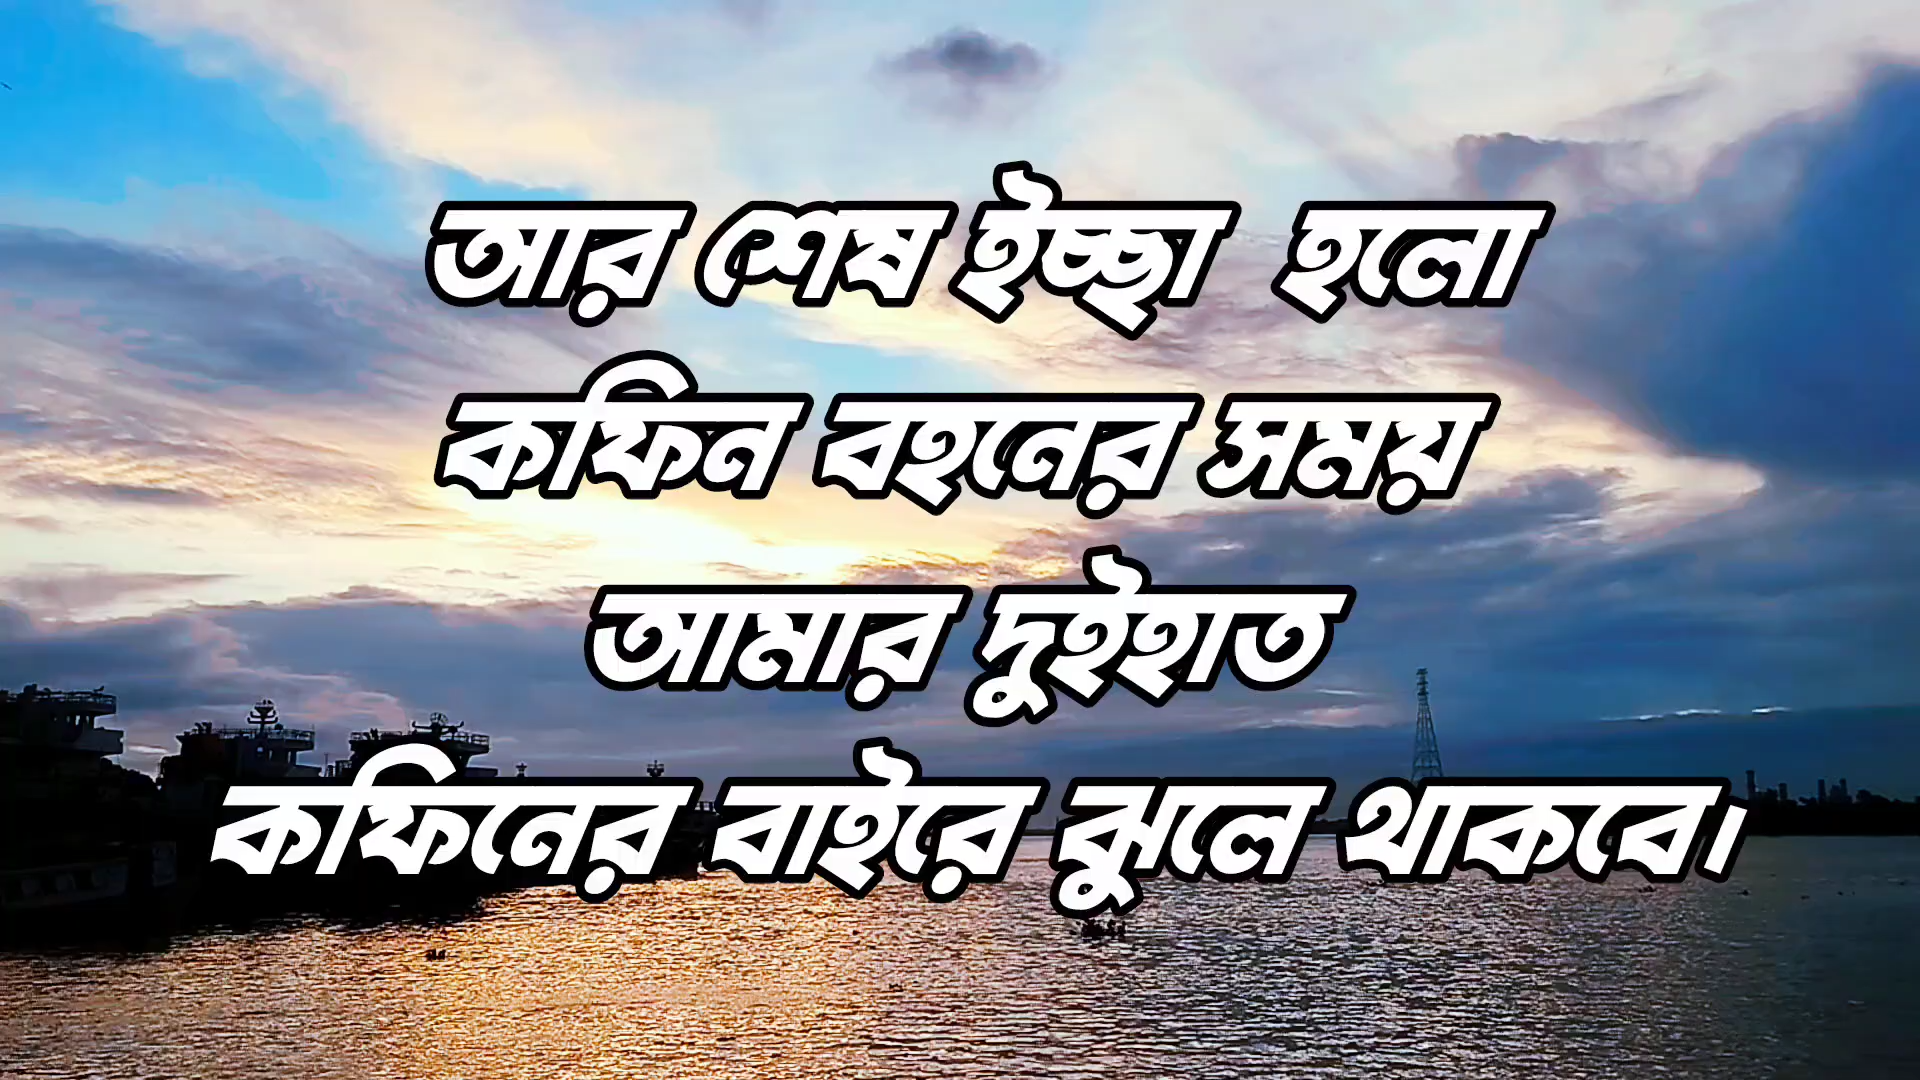 আর শেষ ইচ্ছা হলো
কফিন বহনের সময়
আমার দুইহাত
কফিনের বাইরে ঝুলে থাকবে।